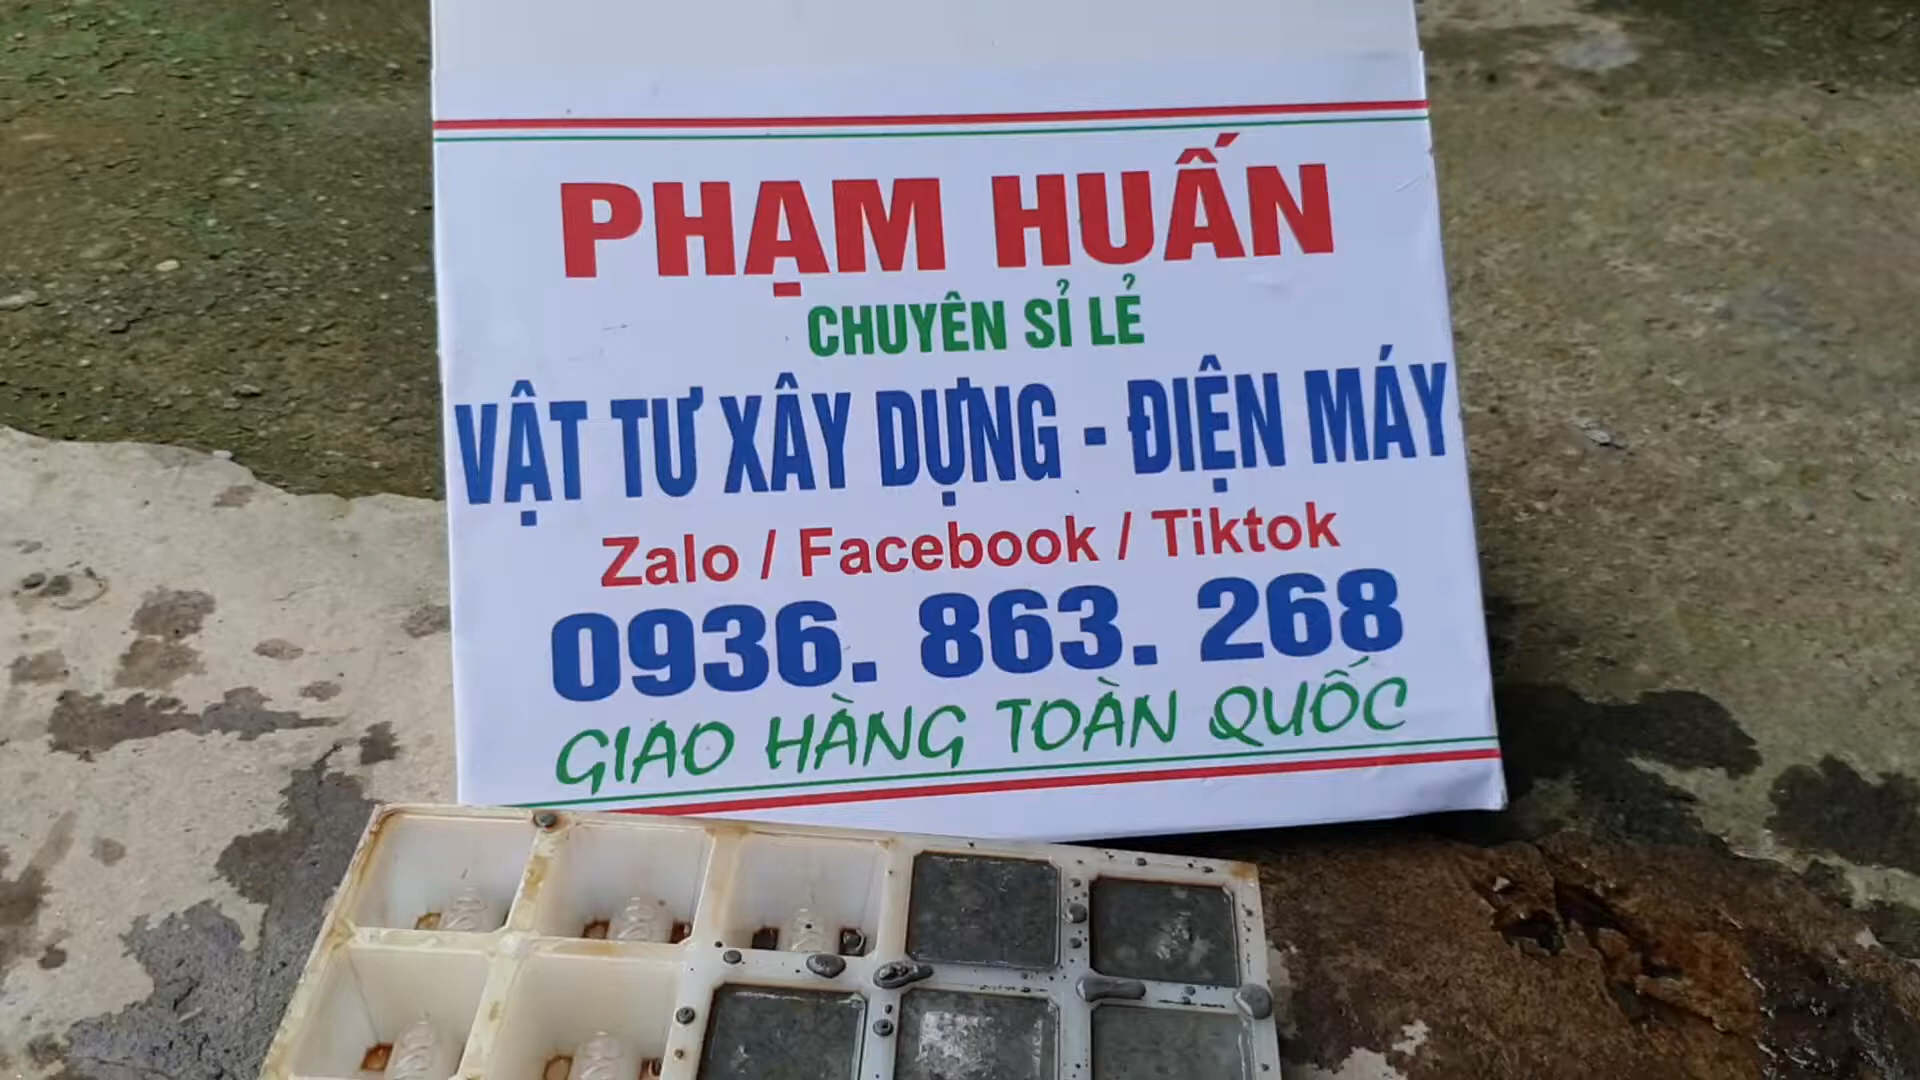 PHẠM HUẤN
CHUYÊN SỈ LẺ
VẬT TƯ XÂY DỰNG - ĐIỆN MÁY
Zalo / Facebook / Tiktok
0936. 863. 268
GIAO HÀNG TOÀN QUỐC